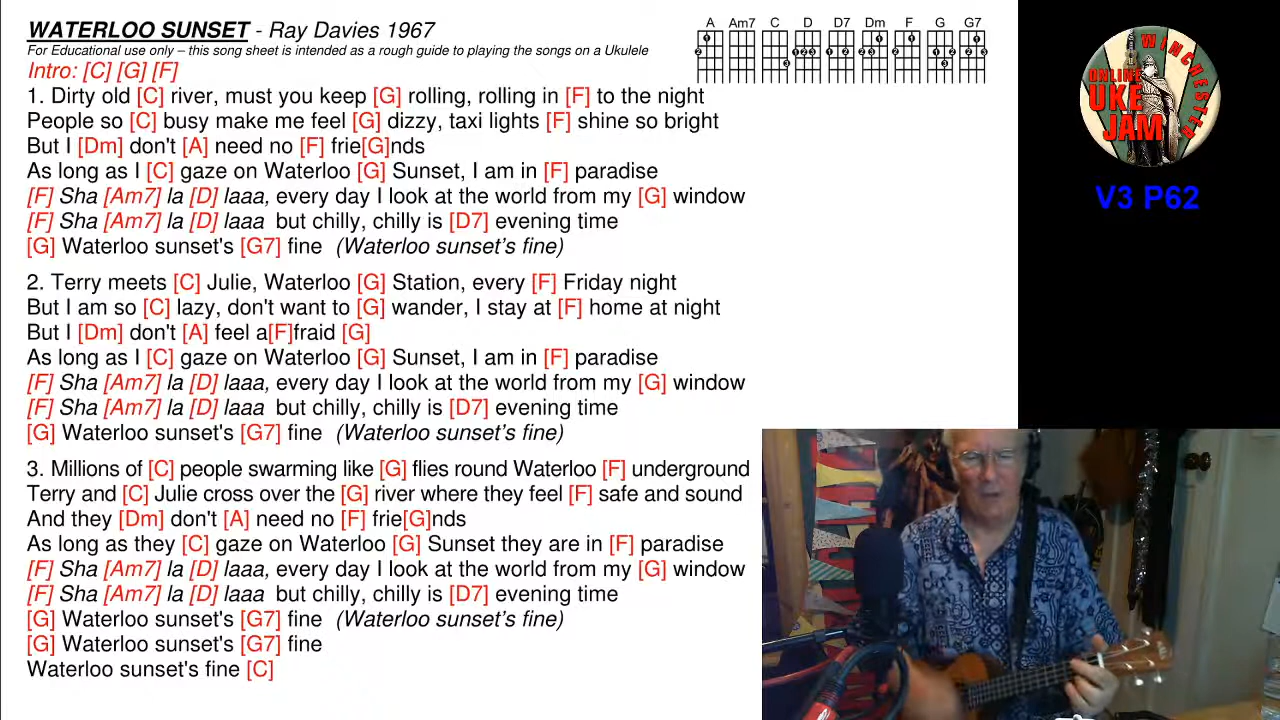 WATERLOO SUNSET - Ray Davies 1967
For Educational use only – this song sheet is intended as a rough guide to playing the songs on a Ukulele
Intro: [C] [G] [F]
A Am7 C D D7 Dm F G G7
1. Dirty old [C] river, must you keep [G] rolling, rolling in [F] to the night
People so [C] busy make me feel [G] dizzy, taxi lights [F] shine so bright
But I [Dm] don't [A] need no [F] frie[G]nds
As long as I [C] gaze on Waterloo [G] Sunset, I am in [F] paradise
[F] Sha [Am7] la [D] laaa, every day I look at the world from my [G] window
[F] Sha [Am7] la [D] laaa but chilly, chilly is [D7] evening time
[G] Waterloo sunset's [G7] fine (Waterloo sunset's fine)
2. Terry meets [C] Julie, Waterloo [G] Station, every [F] Friday night
But I am so [C] lazy, don't want to [G] wander, I stay at [F] home at night
But I [Dm] don't [A] feel a[F]fraid [G]
As long as I [C] gaze on Waterloo [G] Sunset, I am in [F] paradise
[F] Sha [Am7] la [D] laaa, every day I look at the world from my [G] window
[F] Sha [Am7] la [D] laaa but chilly, chilly is [D7] evening time
[G] Waterloo sunset's [G7] fine (Waterloo sunset's fine)
3. Millions of [C] people swarming like [G] flies round Waterloo [F] underground
Terry and [C] Julie cross over the [G] river where they feel [F] safe and sound
And they [Dm] don't [A] need no [F] frie[G]nds
As long as they [C] gaze on Waterloo [G] Sunset they are in [F] paradise
[F] Sha [Am7] la [D] laaa, every day I look at the world from my [G] window
[F] Sha [Am7] la [D] laaa but chilly, chilly is [D7] evening time
[G] Waterloo sunset's [G7] fine (Waterloo sunset's fine)
[G] Waterloo sunset's [G7] fine
Waterloo sunset's fine [C]
WINCHESTER
ONLINE
UKE
JAM
V3 P62